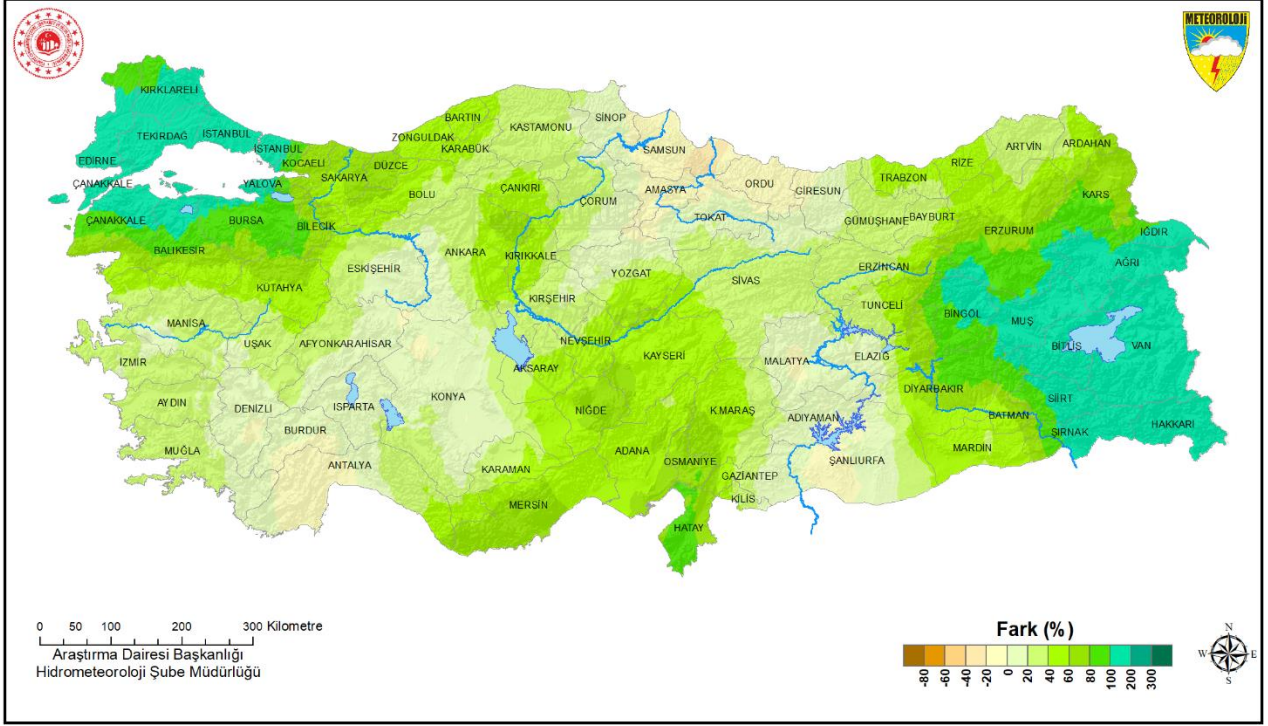 METEOROLOJİ
KIRKLARELİ
TEKİRDAĞ
İSTANBUL
İSTANBUL
EDİRNE
KOCAELİ
ÇANAKKALE
YALOVA
SAKARYA
DÜZCE
ZONGULDAK
BARTIN
KARABÜK
KASTAMONU
SİNOP
SAMSUN
ORDU
GİRESUN
TRABZON
RİZE
ARTVİN
ARDAHAN
KARS
ÇANAKKALE
BURSA
BİLECİK
BOLU
ÇANKIRI
ÇORUM
AMASYA
TOKAT
GÜMÜŞHANE
BAYBURT
ERZURUM
IĞDIR
AĞRI
BALIKESİR
KÜTAHYA
ESKİŞEHİR
ANKARA
KIRIKKALE
YOZGAT
SİVAS
ERZİNCAN
TUNCELİ
BİNGÖL
MUŞ
BİTLİS
VAN
MANİSA
UŞAK
AFYONKARAHİSAR
KIRŞEHİR
NEVŞEHİR
KAYSERİ
MALATYA
ELAZIĞ
İZMİR
AKSARAY
DİYARBAKIR
SİİRT
BATMAN
ŞIRNAK
HAKKARİ
AYDIN
DENİZLİ
ISPARTA
KONYA
NİĞDE
K.MARAŞ
ADIYAMAN
MARDİN
BURDUR
MUĞLA
ANTALYA
KARAMAN
ADANA
OSMANİYE
GAZİANTEP
ŞANLIURFA
MERSİN
KİLİS
HATAY
0 50 100 200 300 Kilometre
Araştırma Dairesi Başkanlığı
Hidrometeoroloji Şube Müdürlüğü
Fark (%)
-80 -60 -40 -20 0 20 40 60 80 100 200 300
N
W E
S